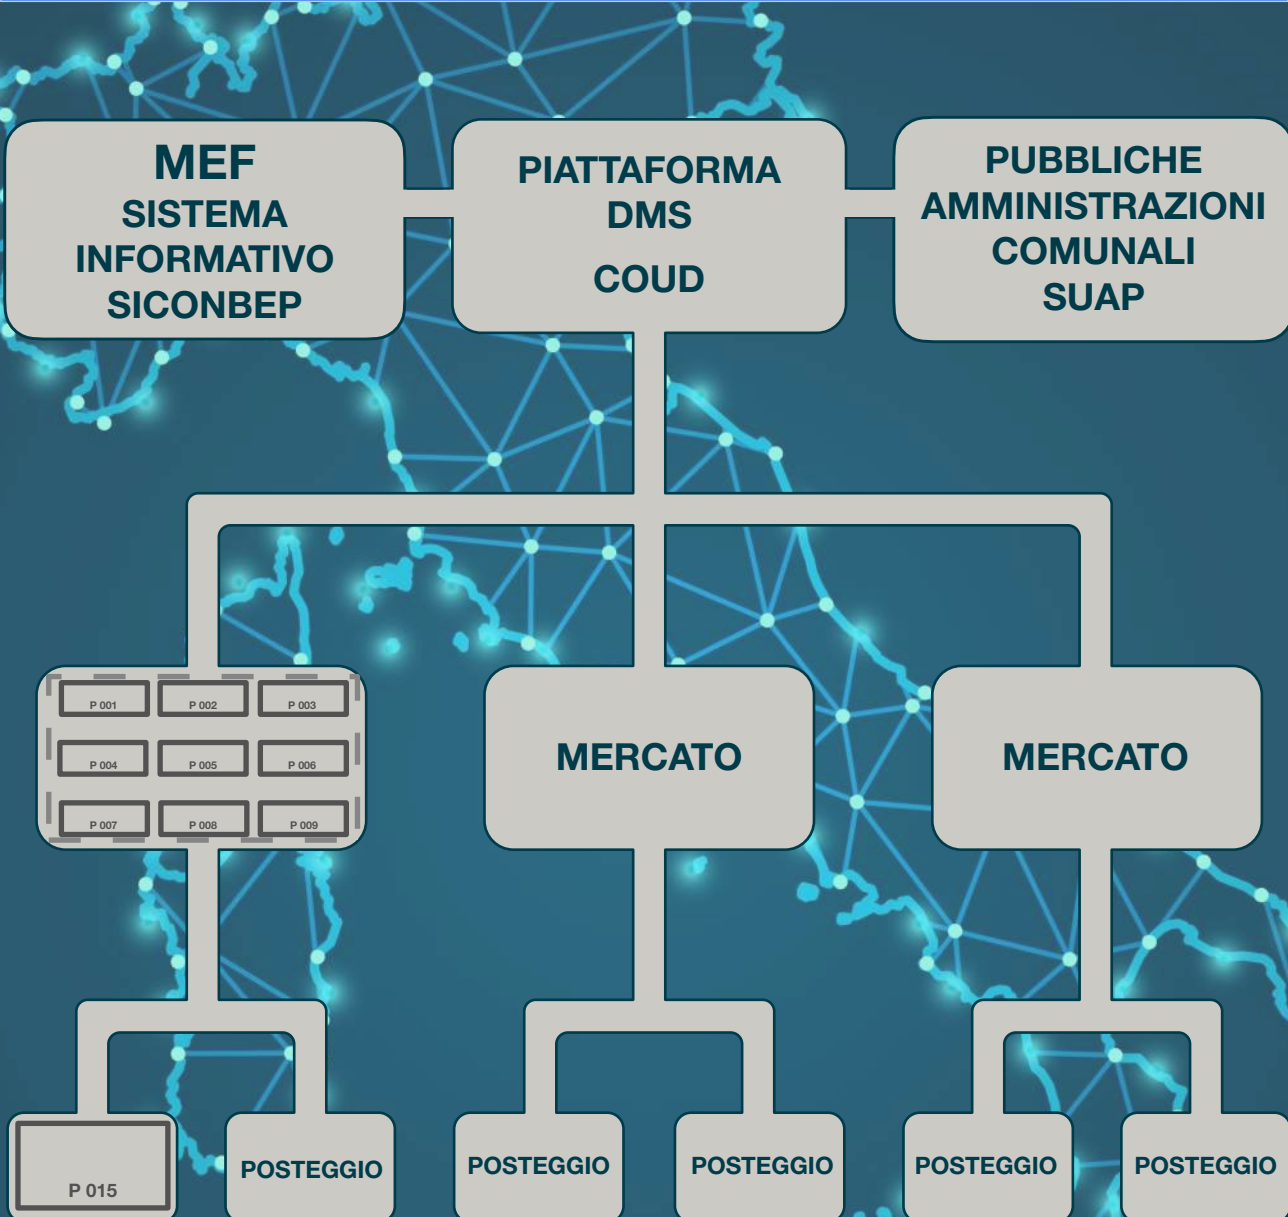 MEF
SISTEMA
INFORMATIVO
SICONBEP
PIATTAFORMA
DMS
COUD
PUBBLICHE
AMMINISTRAZIONI
COMUNALI
SUAP
P 001
P 002
P 003
P 004
P 005
P 006
P 007
P 008
P 009
MERCATO
MERCATO
P 015
POSTEGGIO
POSTEGGIO
POSTEGGIO
POSTEGGIO
POSTEGGIO